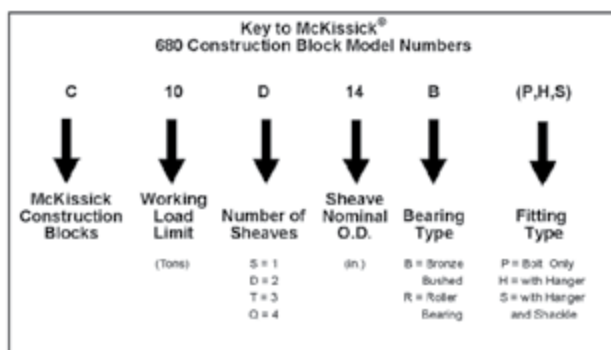 Key to McKissick®
680 Construction Block Model Numbers
C 10 D 14 B (P,H,S)
McKissick
Construction
Blocks
Working
Load
Limit
(Tons)
Number of
Sheaves
S = 1
D = 2
T = 3
Q = 4
Sheave
Nominal
O.D.
(In.)
Bearing
Type
B = Bronze
Bushed
R = Roller
Bearing
Fitting
Type
P = Bolt Only
H = with Hanger
S = with Hanger
and Shackle